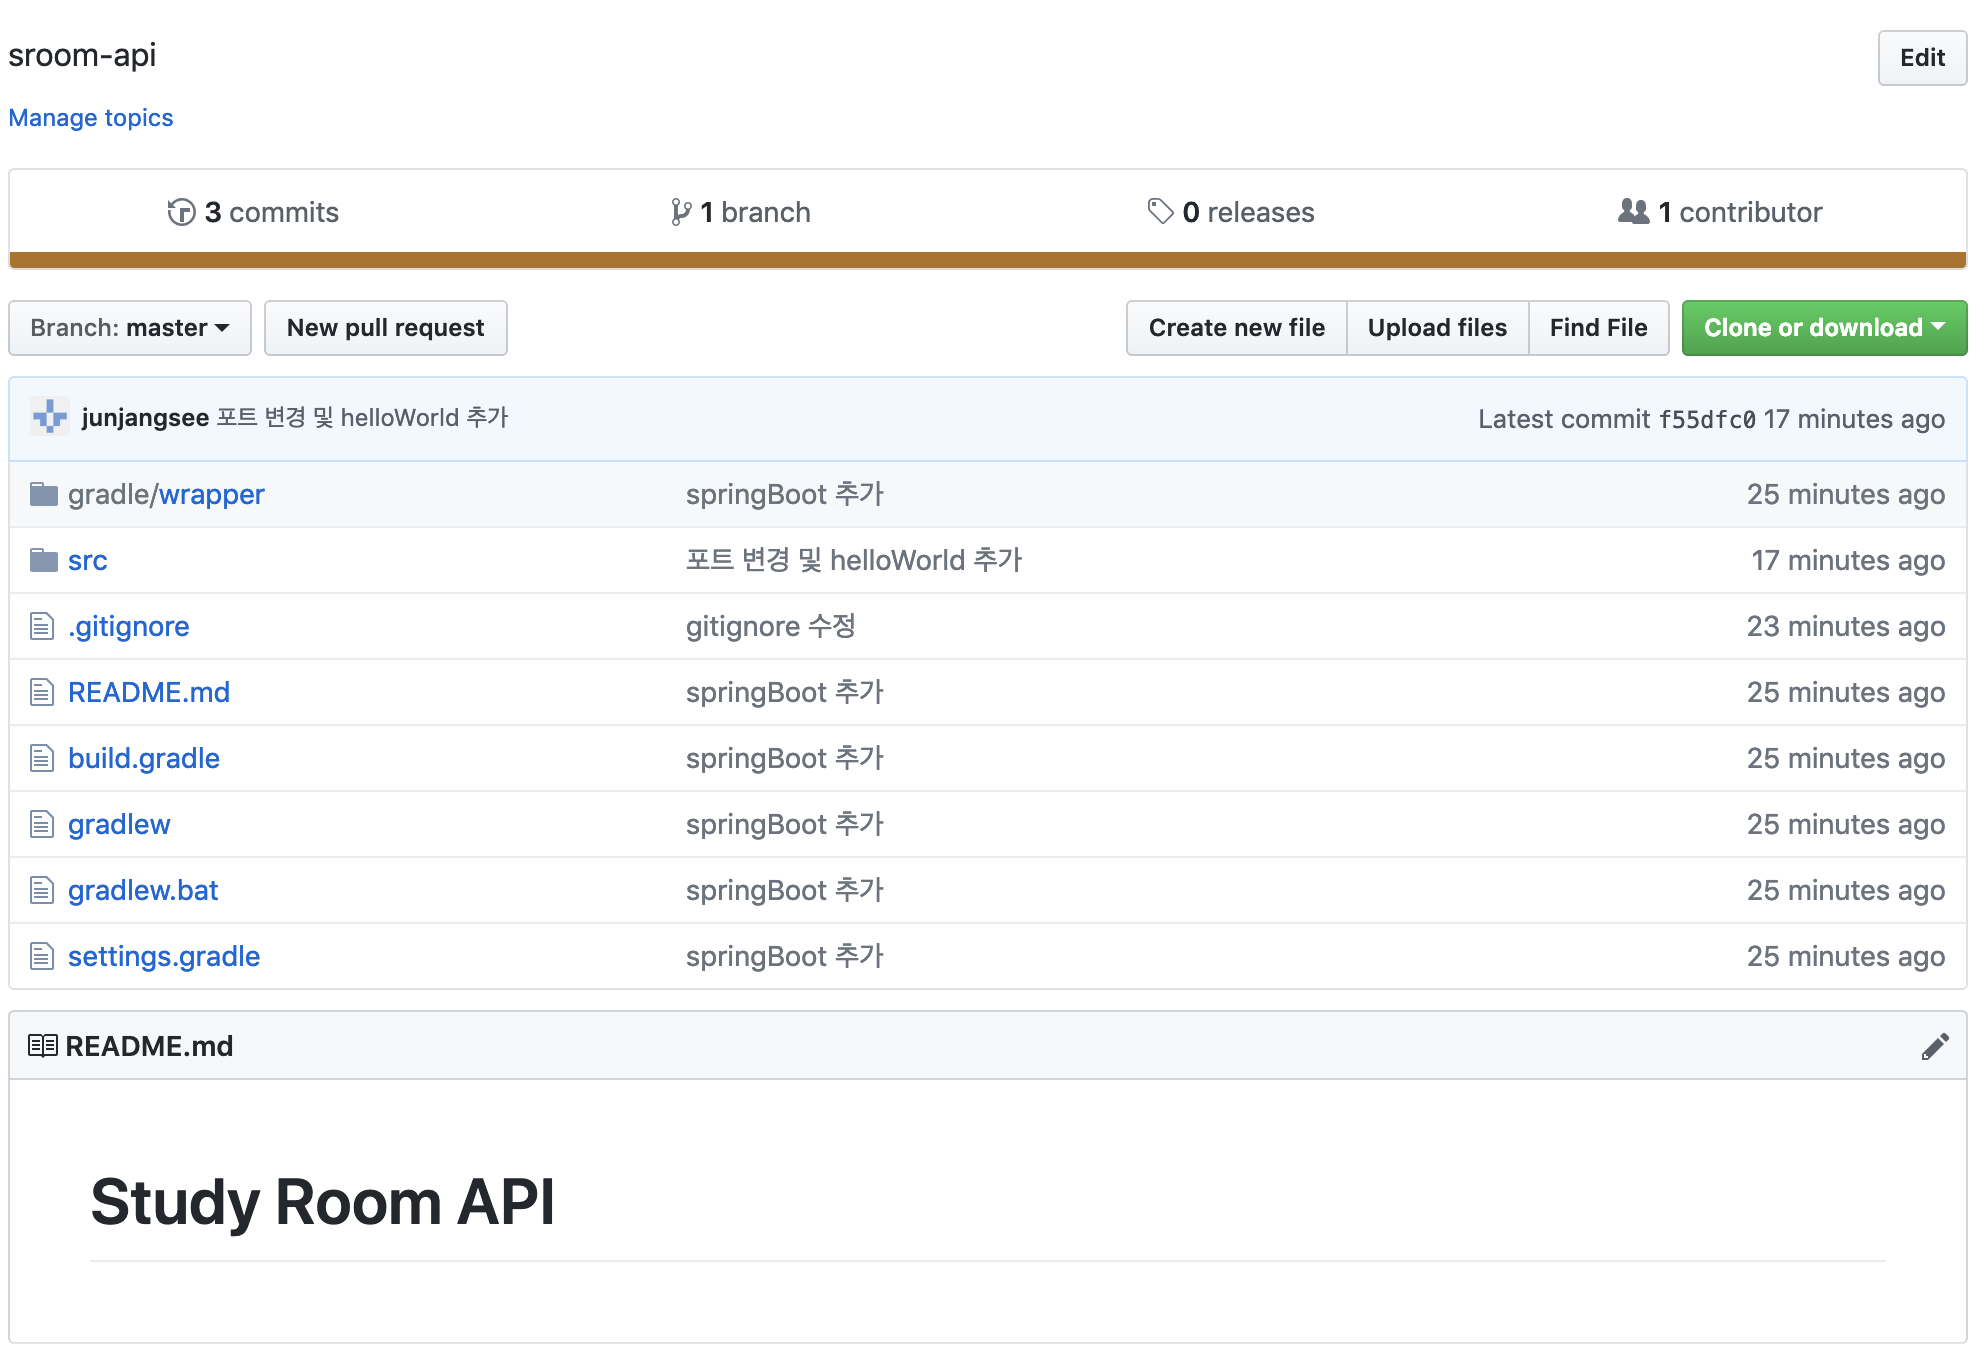 sroom-api
Edit
Manage topics
3 commits
1 branch
0 releases
1 contributor
Branch: master
New pull request
Create new file
Upload files
Find File
Clone or download
junjangsee 포트 변경 및 helloWorld 추가
Latest commit f55dfc0 17 minutes ago
gradle/wrapper springBoot 추가 25 minutes ago
src 포트 변경 및 helloWorld 추가 17 minutes ago
.gitignore gitignore 수정 23 minutes ago
README.md springBoot 추가 25 minutes ago
build.gradle springBoot 추가 25 minutes ago
gradlew springBoot 추가 25 minutes ago
gradlew.bat springBoot 추가 25 minutes ago
settings.gradle springBoot 추가 25 minutes ago
README.md
Study Room API